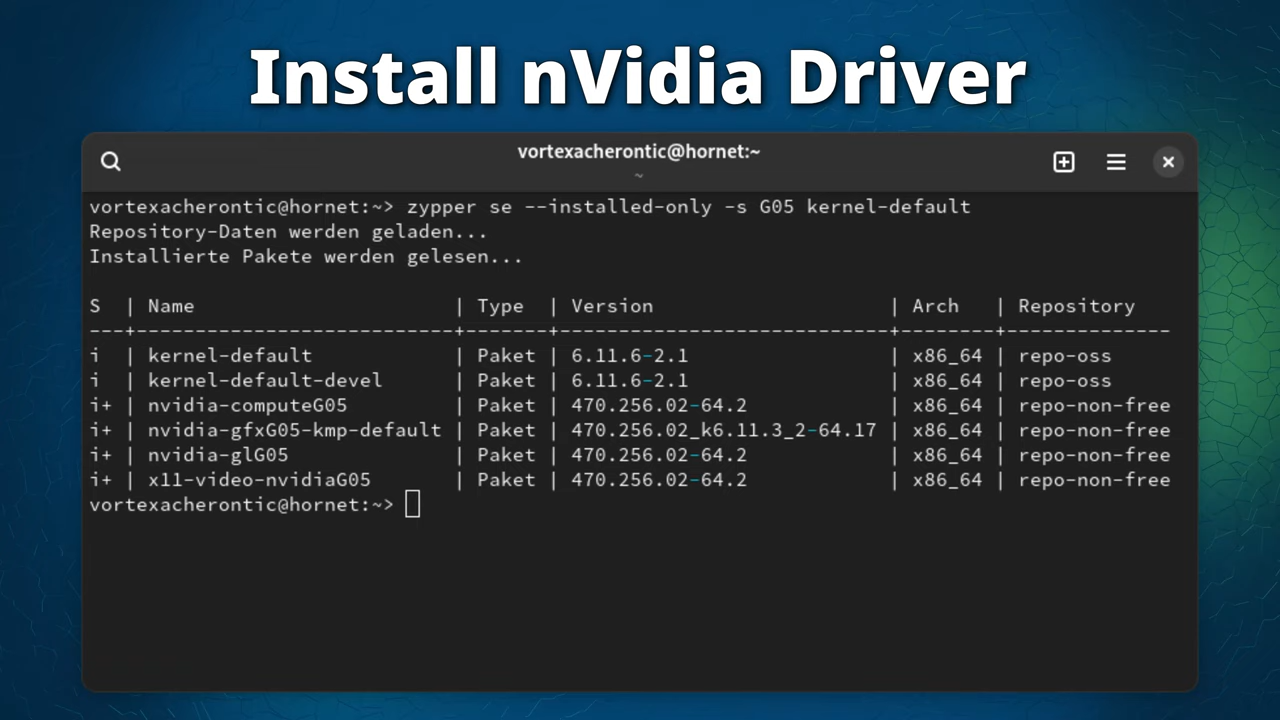 Install nVidia Driver
vortexacherontic@hornet:~
~
vortexacherontic@hornet:~> zypper se --installed-only -s G05 kernel-default
Repository-Daten werden geladen...
Installierte Pakete werden gelesen...
S  | Name                      | Type  | Version                    | Arch   | Repository
---+---------------------------+-------+----------------------------+--------+--------------
i  | kernel-default            | Paket | 6.11.6-2.1                 | x86_64 | repo-oss
i  | kernel-default-devel      | Paket | 6.11.6-2.1                 | x86_64 | repo-oss
i+ | nvidia-computeG05         | Paket | 470.256.02-64.2            | x86_64 | repo-non-free
i+ | nvidia-gfxG05-kmp-default | Paket | 470.256.02_k6.11.3_2-64.17 | x86_64 | repo-non-free
i+ | nvidia-glG05              | Paket | 470.256.02-64.2            | x86_64 | repo-non-free
i+ | x11-video-nvidiaG05       | Paket | 470.256.02-64.2            | x86_64 | repo-non-free
vortexacherontic@hornet:~>